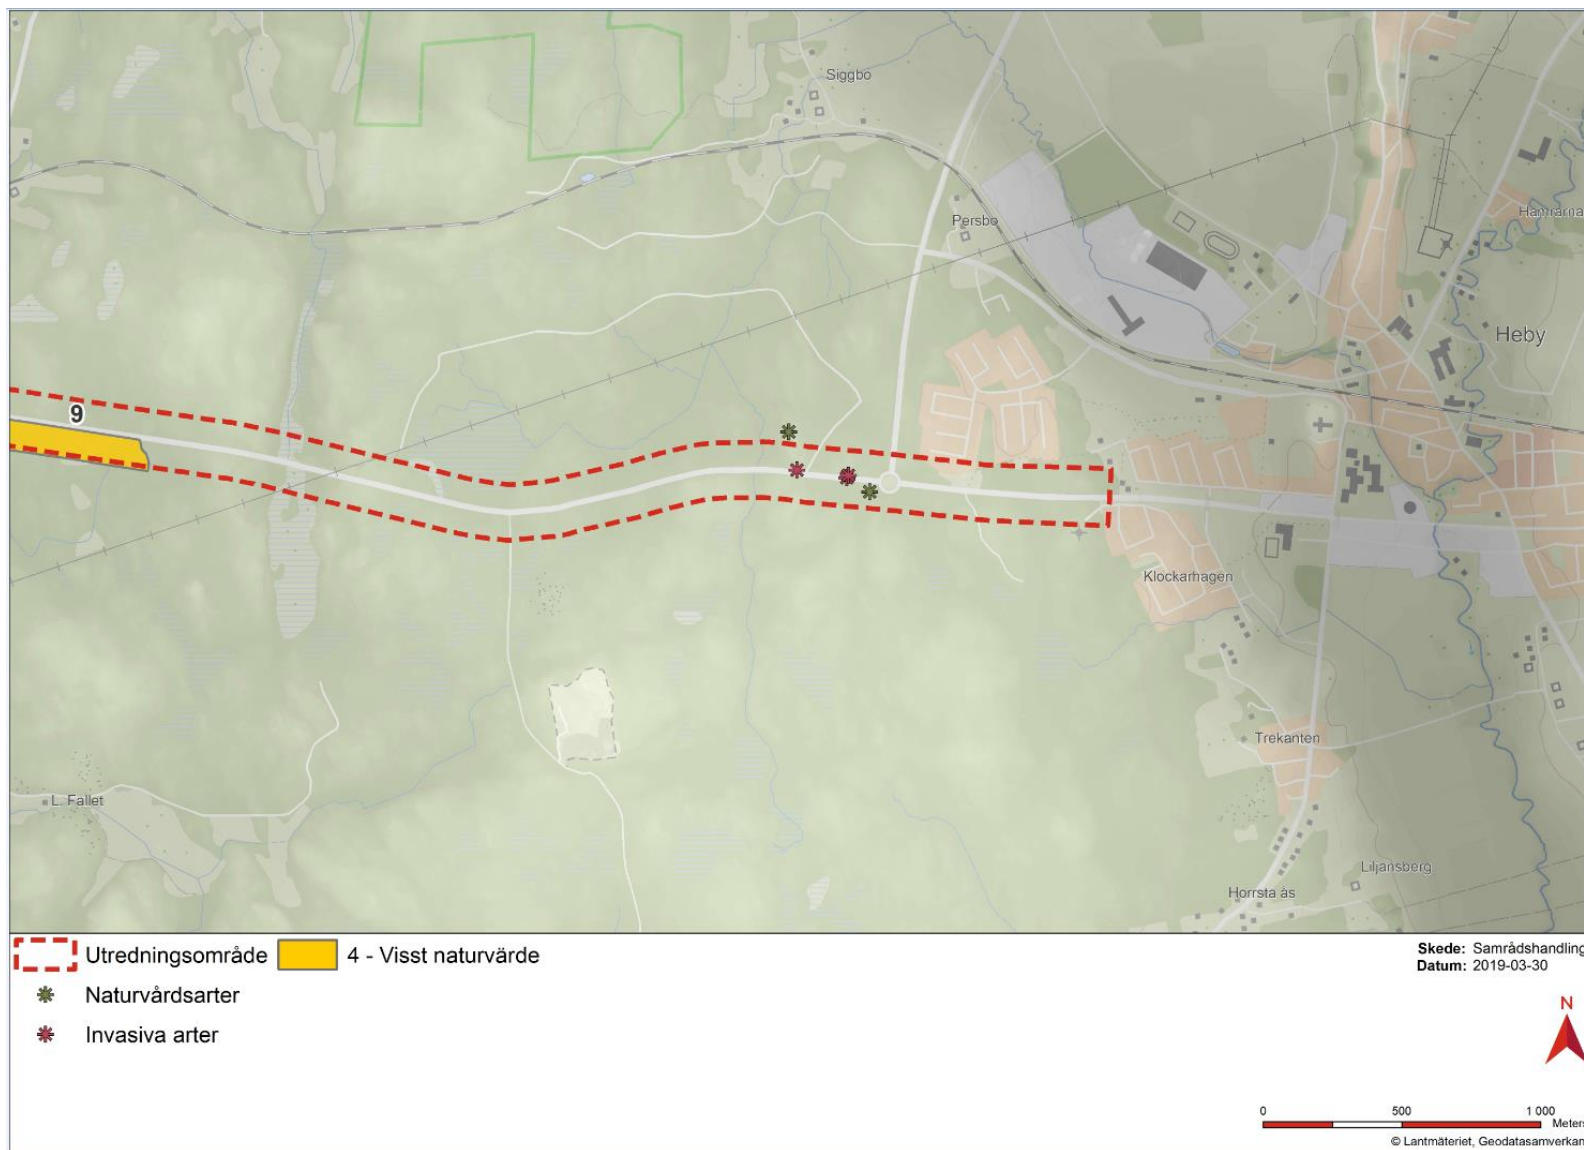 Siggbo
Persbo
Hamrarna
Heby
9
Klockarhagen
Trekanten
L. Fallet
Liljansberg
Horrsta ås
Utredningsområde
4 - Visst naturvärde
Naturvårdsarter
Invasiva arter
Skede: Samrådshandling
Datum: 2019-03-30
N
0 500 1 000
Meters
© Lantmäteriet, Geodatasamverkan